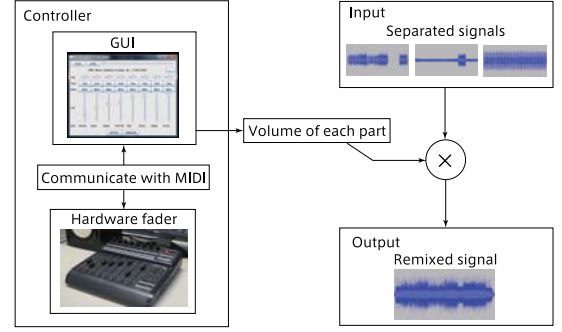 Controller
GUI
Volume of each part
Communicate with MIDI
Hardware fader
Input
Separated signals
×
Output
Remixed signal